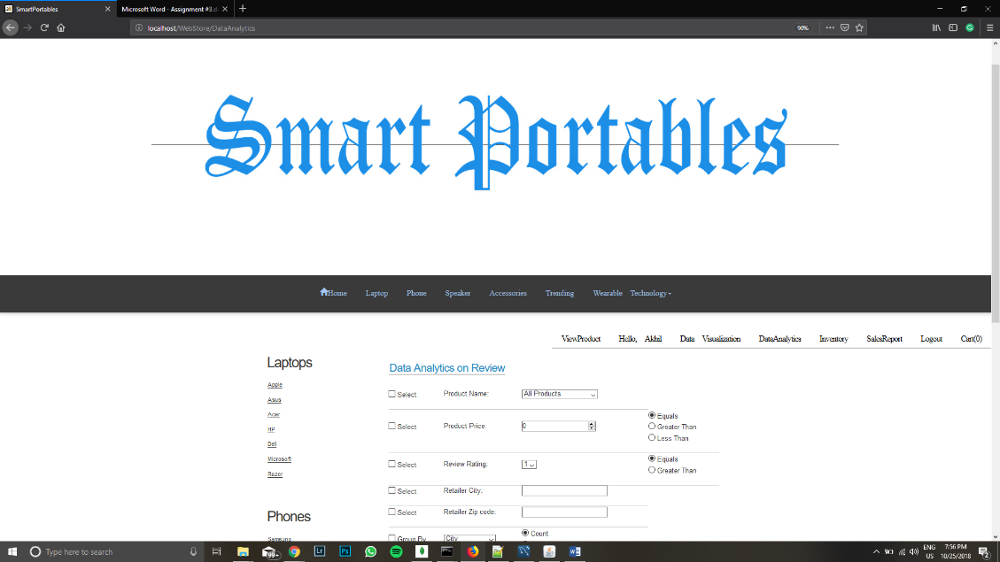 SmartPortables
Microsoft Word - Assignment #3.d
localhost/WebStore/DataAnalytics
90%
Smart Portables
Home Laptop Phone Speaker Accessories Trending Wearable Technology
ViewProduct Hello, Akhil Data Visualization DataAnalytics Inventory SalesReport Logout Cart(0)
Laptops
Apple
Asus
Acer
HP
Dell
Microsoft
Razer
Phones
Samsung
Data Analytics on Review
Select Product Name: All Products
Select Product Price: 0
Equals
Greater Than
Less Than
Select Review Rating: 1
Equals
Greater Than
Select Retailer City:
Select Retailer Zip code:
Group By City
Count
Type here to search
99+
Lr
Ps
ENG
US
7:56 PM
10/25/2018
2